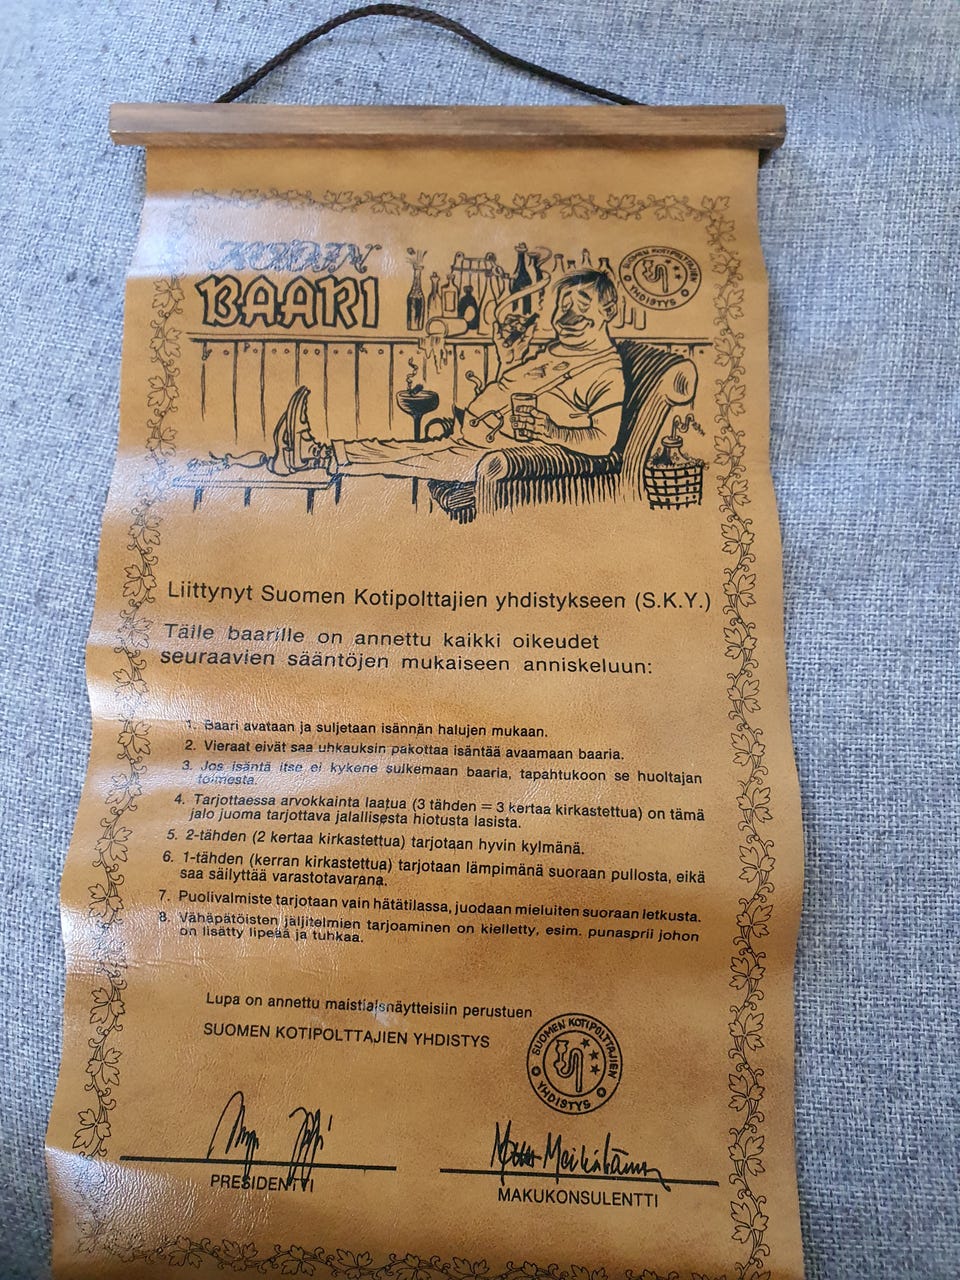 KODIN
BAARI
SUOMEN KOTIPOLTTAJIEN
YHDISTYS
Liittynyt Suomen Kotipolttajien yhdistykseen (S.K.Y.)
Tälle baarille on annettu kaikki oikeudet
seuraavien sääntöjen mukaiseen anniskeluun:
1. Baari avataan ja suljetaan isännän halujen mukaan.
2. Vieraat eivät saa uhkauksin pakottaa isäntää avaamaan baaria.
3. Jos isäntä itse ei kykene sulkemaan baaria, tapahtukoon se huoltajan
toimesta.
4. Tarjottaessa arvokkainta laatua (3 tähden = 3 kertaa kirkastettua) on tämä
jalo juoma tarjottava jalallisesta hiotusta lasista.
5. 2-tähden (2 kertaa kirkastettua) tarjotaan hyvin kylmänä.
6. 1-tähden (kerran kirkastettua) tarjotaan lämpimänä suoraan pullosta, eikä
saa säilyttää varastotavarana.
7. Puolivalmiste tarjotaan vain hätätilassa, juodaan mieluiten suoraan letkusta.
8. Vähäpätöisten jäljitelmien tarjoaminen on kielletty, esim. punasprii johon
on lisätty lipeää ja tuhkaa.
Lupa on annettu maistiaisnäytteisiin perustuen
SUOMEN KOTIPOLTTAJIEN YHDISTYS
SUOMEN KOTIPOLTTAJIEN
YHDISTYS
Matti Meikäläinen
PRESIDENTTI
MAKUKONSULENTTI